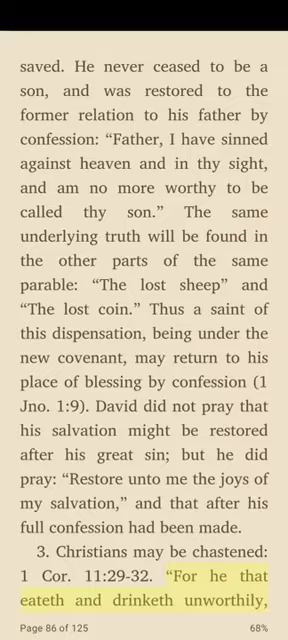 saved. He never ceased to be a
son, and was restored to the
former relation to his father by
confession: “Father, I have sinned
against heaven and in thy sight,
and am no more worthy to be
called thy son.” The same
underlying truth will be found in
the other parts of the same
parable: “The lost sheep” and
“The lost coin.” Thus a saint of
this dispensation, being under the
new covenant, may return to his
place of blessing by confession (1
Jno. 1:9). David did not pray that
his salvation might be restored
after his great sin; but he did
pray: “Restore unto me the joys of
my salvation,” and that after his
full confession had been made.
3. Christians may be chastened:
1 Cor. 11:29-32. “For he that
eateth and drinketh unworthily,
Page 86 of 125 68%